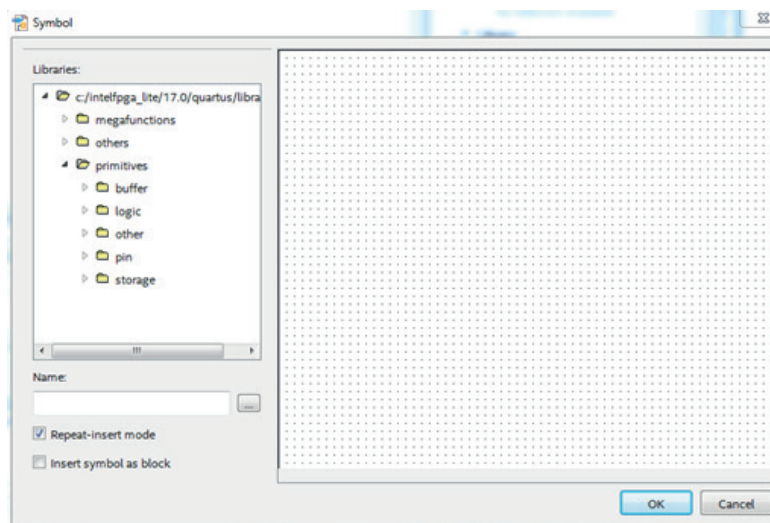 Symbol
Libraries:
c:/intelfpga_lite/17.0/quartus/libra
megafunctions
others
primitives
buffer
logic
other
pin
storage
Name:
...
Repeat-insert mode
Insert symbol as block
OK
Cancel